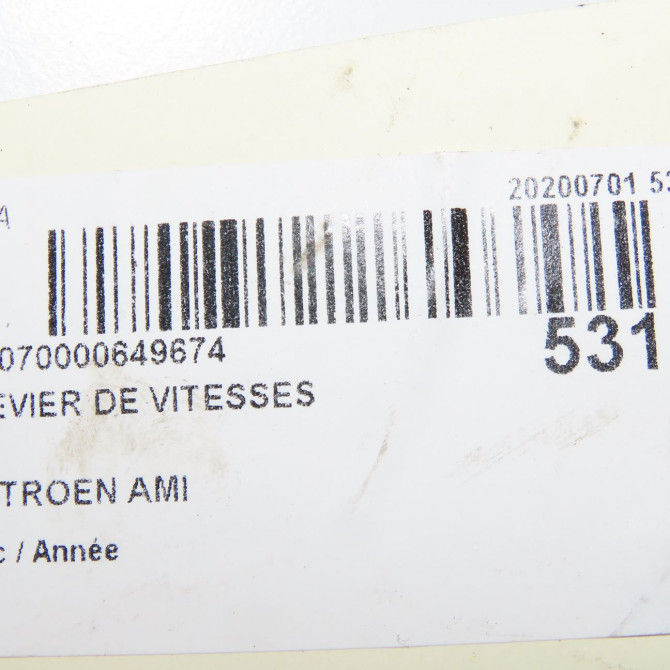 A
20200701 53
070000649674
531
EVIER DE VITESSES
TROEN AMI
c / Année